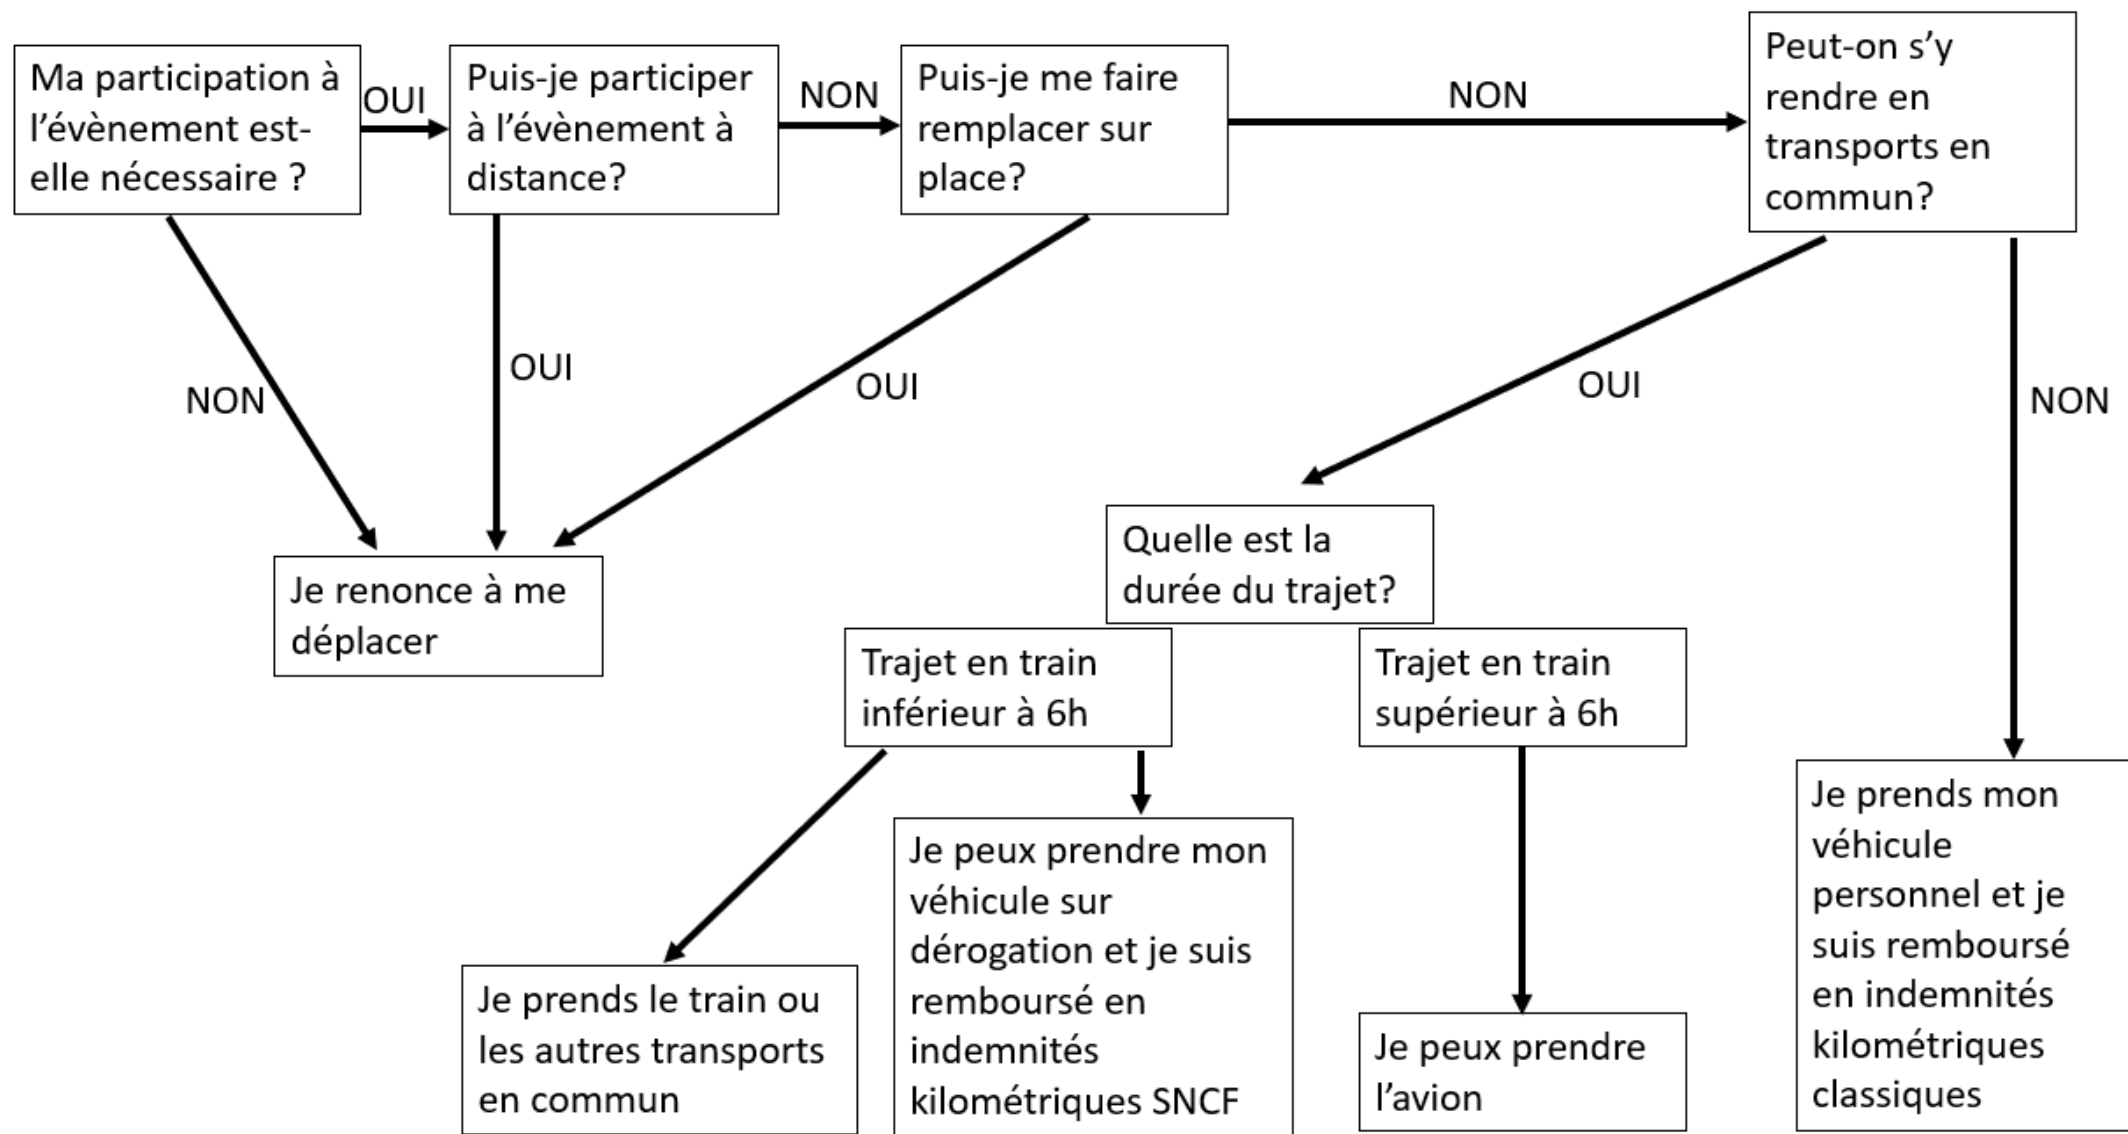 Ma participation à
l'évènement est-
elle nécessaire ?
OUI
Puis-je participer
à l'évènement à
distance?
NON
Puis-je me faire
remplacer sur
place?
NON
Peut-on s'y
rendre en
transports en
commun?
NON
OUI
OUI
OUI
NON
Je renonce à me
déplacer
Quelle est la
durée du trajet?
Trajet en train
inférieur à 6h
Trajet en train
supérieur à 6h
Je prends le train ou
les autres transports
en commun
Je peux prendre mon
véhicule sur
dérogation et je suis
remboursé en
indemnités
kilométriques SNCF
Je peux prendre
l'avion
Je prends mon
véhicule
personnel et je
suis remboursé
en indemnités
kilométriques
classiques